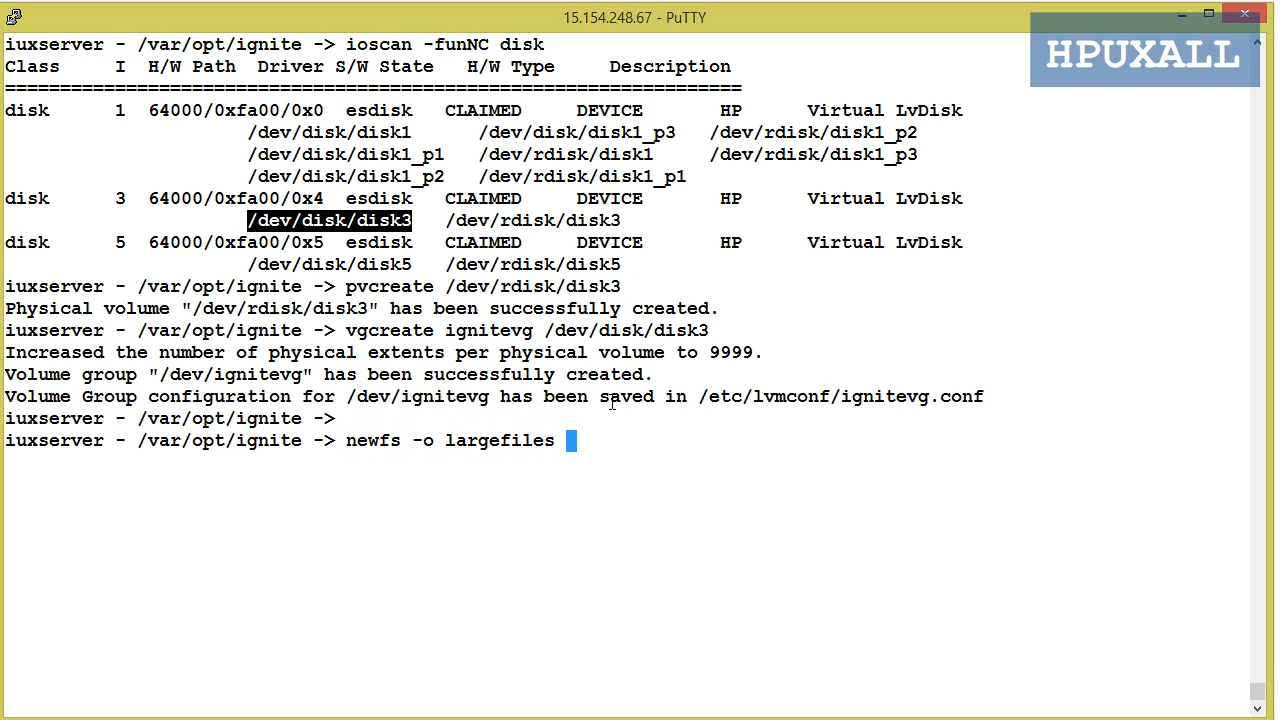 15.154.248.67 - PuTTY
HPUXALL
iuxserver - /var/opt/ignite -> ioscan -funNC disk
Class     I  H/W Path  Driver S/W State   H/W Type     Description
===================================================================
disk      1  64000/0xfa00/0x0  esdisk   CLAIMED     DEVICE       HP      Virtual LvDisk
/dev/disk/disk1      /dev/disk/disk1_p3   /dev/rdisk/disk1_p2
/dev/disk/disk1_p1   /dev/rdisk/disk1     /dev/rdisk/disk1_p3
/dev/disk/disk1_p2   /dev/rdisk/disk1_p1
disk      3  64000/0xfa00/0x4  esdisk   CLAIMED     DEVICE       HP      Virtual LvDisk
/dev/disk/disk3   /dev/rdisk/disk3
disk      5  64000/0xfa00/0x5  esdisk   CLAIMED     DEVICE       HP      Virtual LvDisk
/dev/disk/disk5   /dev/rdisk/disk5
iuxserver - /var/opt/ignite -> pvcreate /dev/rdisk/disk3
Physical volume "/dev/rdisk/disk3" has been successfully created.
iuxserver - /var/opt/ignite -> vgcreate ignitevg /dev/disk/disk3
Increased the number of physical extents per physical volume to 9999.
Volume group "/dev/ignitevg" has been successfully created.
Volume Group configuration for /dev/ignitevg has been saved in /etc/lvmconf/ignitevg.conf
iuxserver - /var/opt/ignite ->
iuxserver - /var/opt/ignite -> newfs -o largefiles